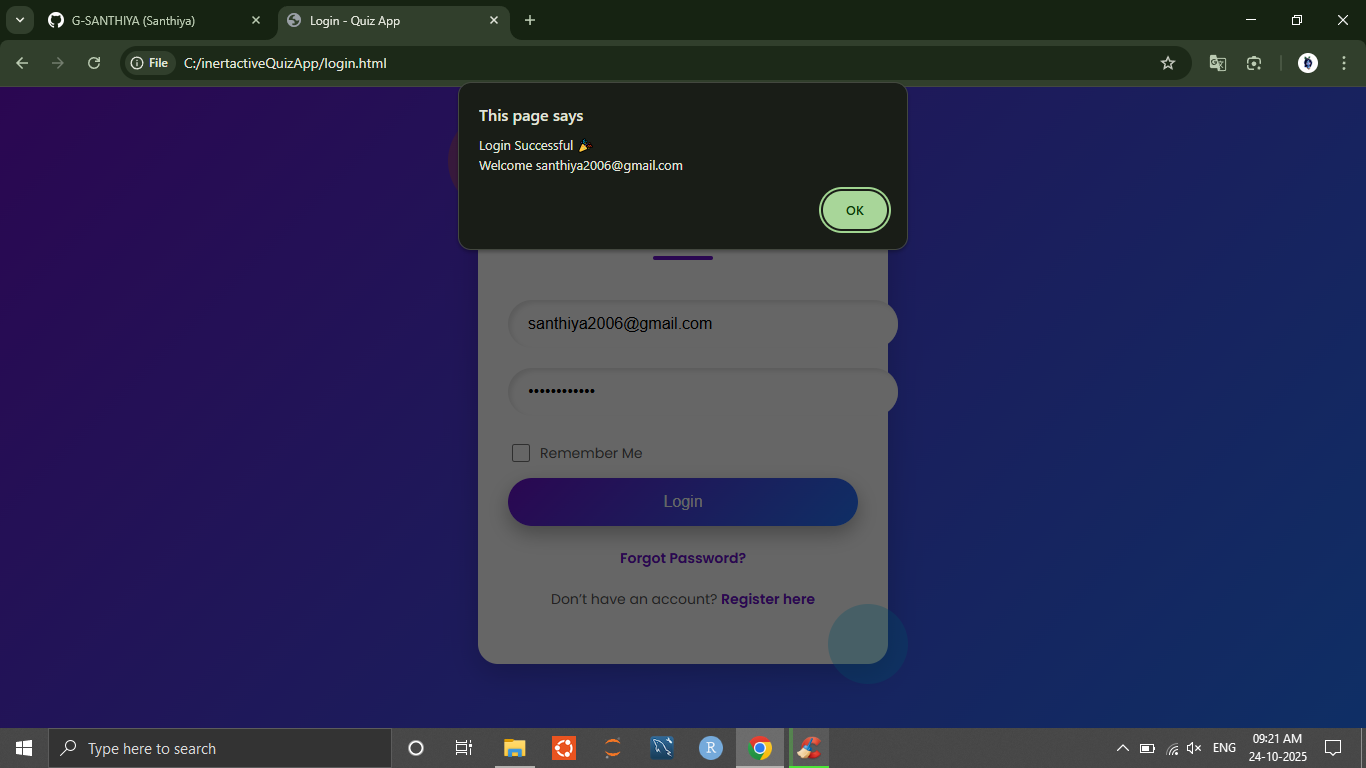 G-SANTHIYA (Santhiya)
Login - Quiz App
File
C:/inertactiveQuizApp/login.html
This page says
Login Successful 🎉
Welcome santhiya2006@gmail.com
OK
santhiya2006@gmail.com
••••••••••••
Remember Me
Login
Forgot Password?
Don't have an account? Register here
Type here to search
R
ENG
09:21 AM
24-10-2025